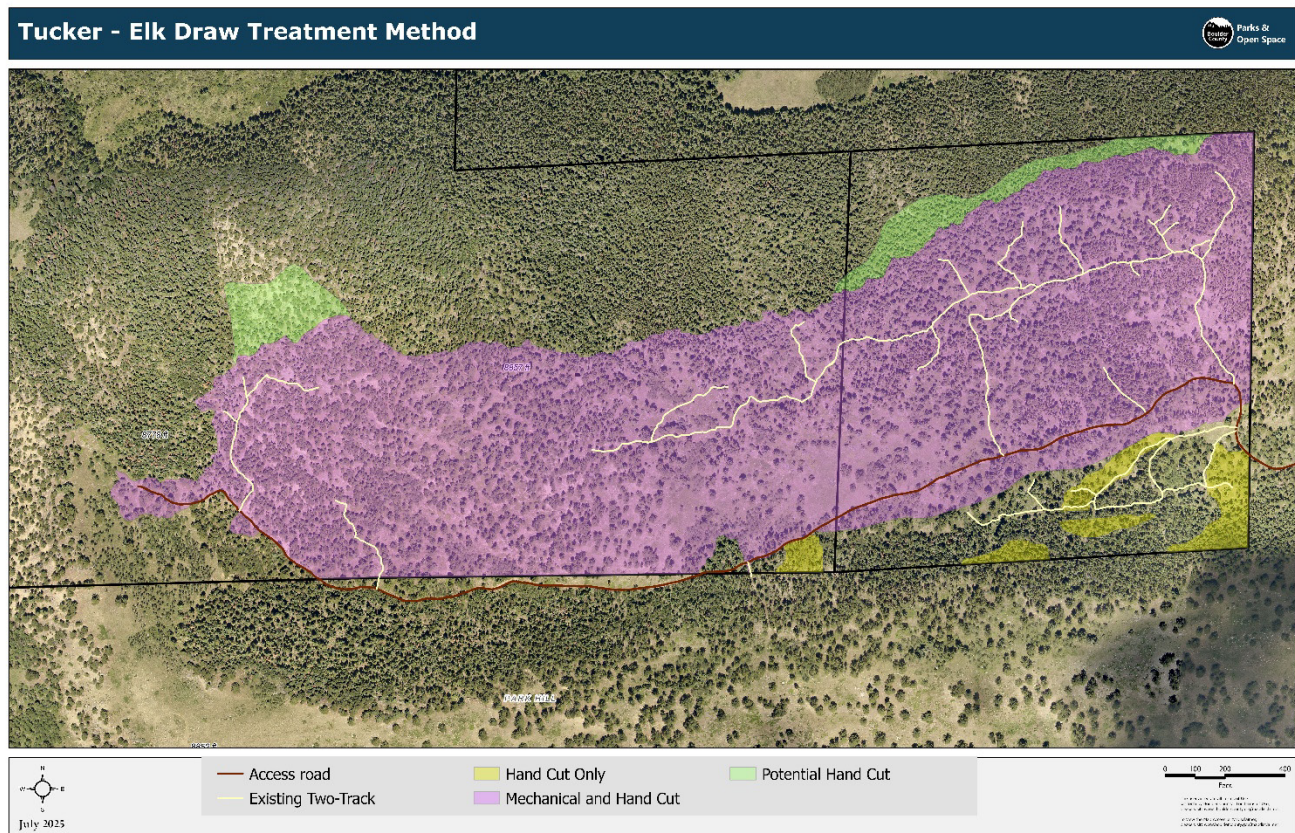 Tucker - Elk Draw Treatment Method
Boulder
County
Parks &
Open Space
PARK HILL
N
W
E
S
July 2025
Access road
Existing Two-Track
Hand Cut Only
Mechanical and Hand Cut
Potential Hand Cut
0 100 200 400
Feet